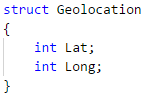 struct Geolocation
{
    int Lat;
    int Long;
}